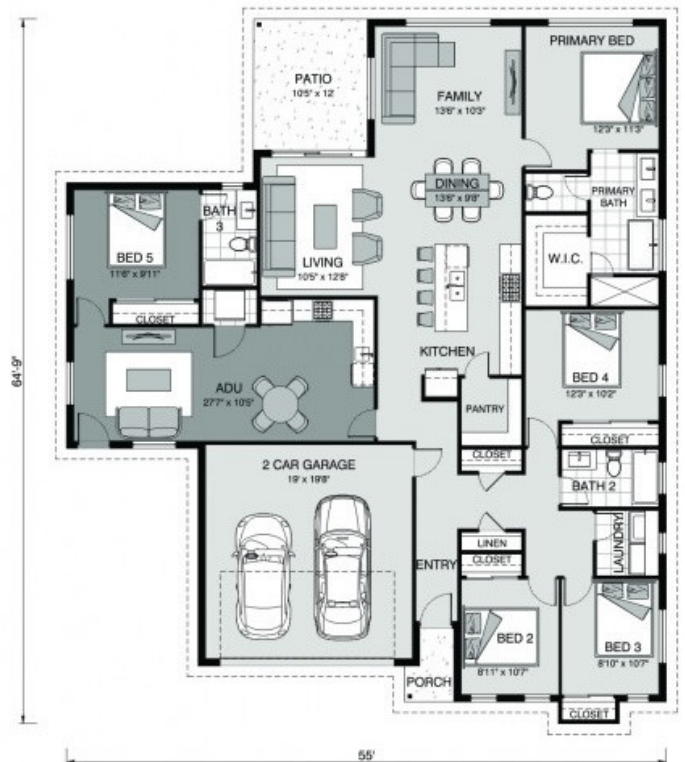 PATIO
10'5" x 12'
FAMILY
13'6" x 10'3"
PRIMARY BED
12'3" x 11'3"
DINING
13'6" x 9'8"
PRIMARY
BATH
BATH
3
BED 5
11'6" x 9'11"
LIVING
10'5" x 12'8"
W.I.C.
CLOSET
KITCHEN
BED 4
12'3" x 10'2"
ADU
27'7" x 10'5"
PANTRY
CLOSET
CLOSET
2 CAR GARAGE
19' x 19'8"
BATH 2
LINEN
CLOSET
LAUNDRY
ENTRY
BED 2
8'11" x 10'7"
BED 3
8'10" x 10'7"
PORCH
CLOSET
64'-9"
55'